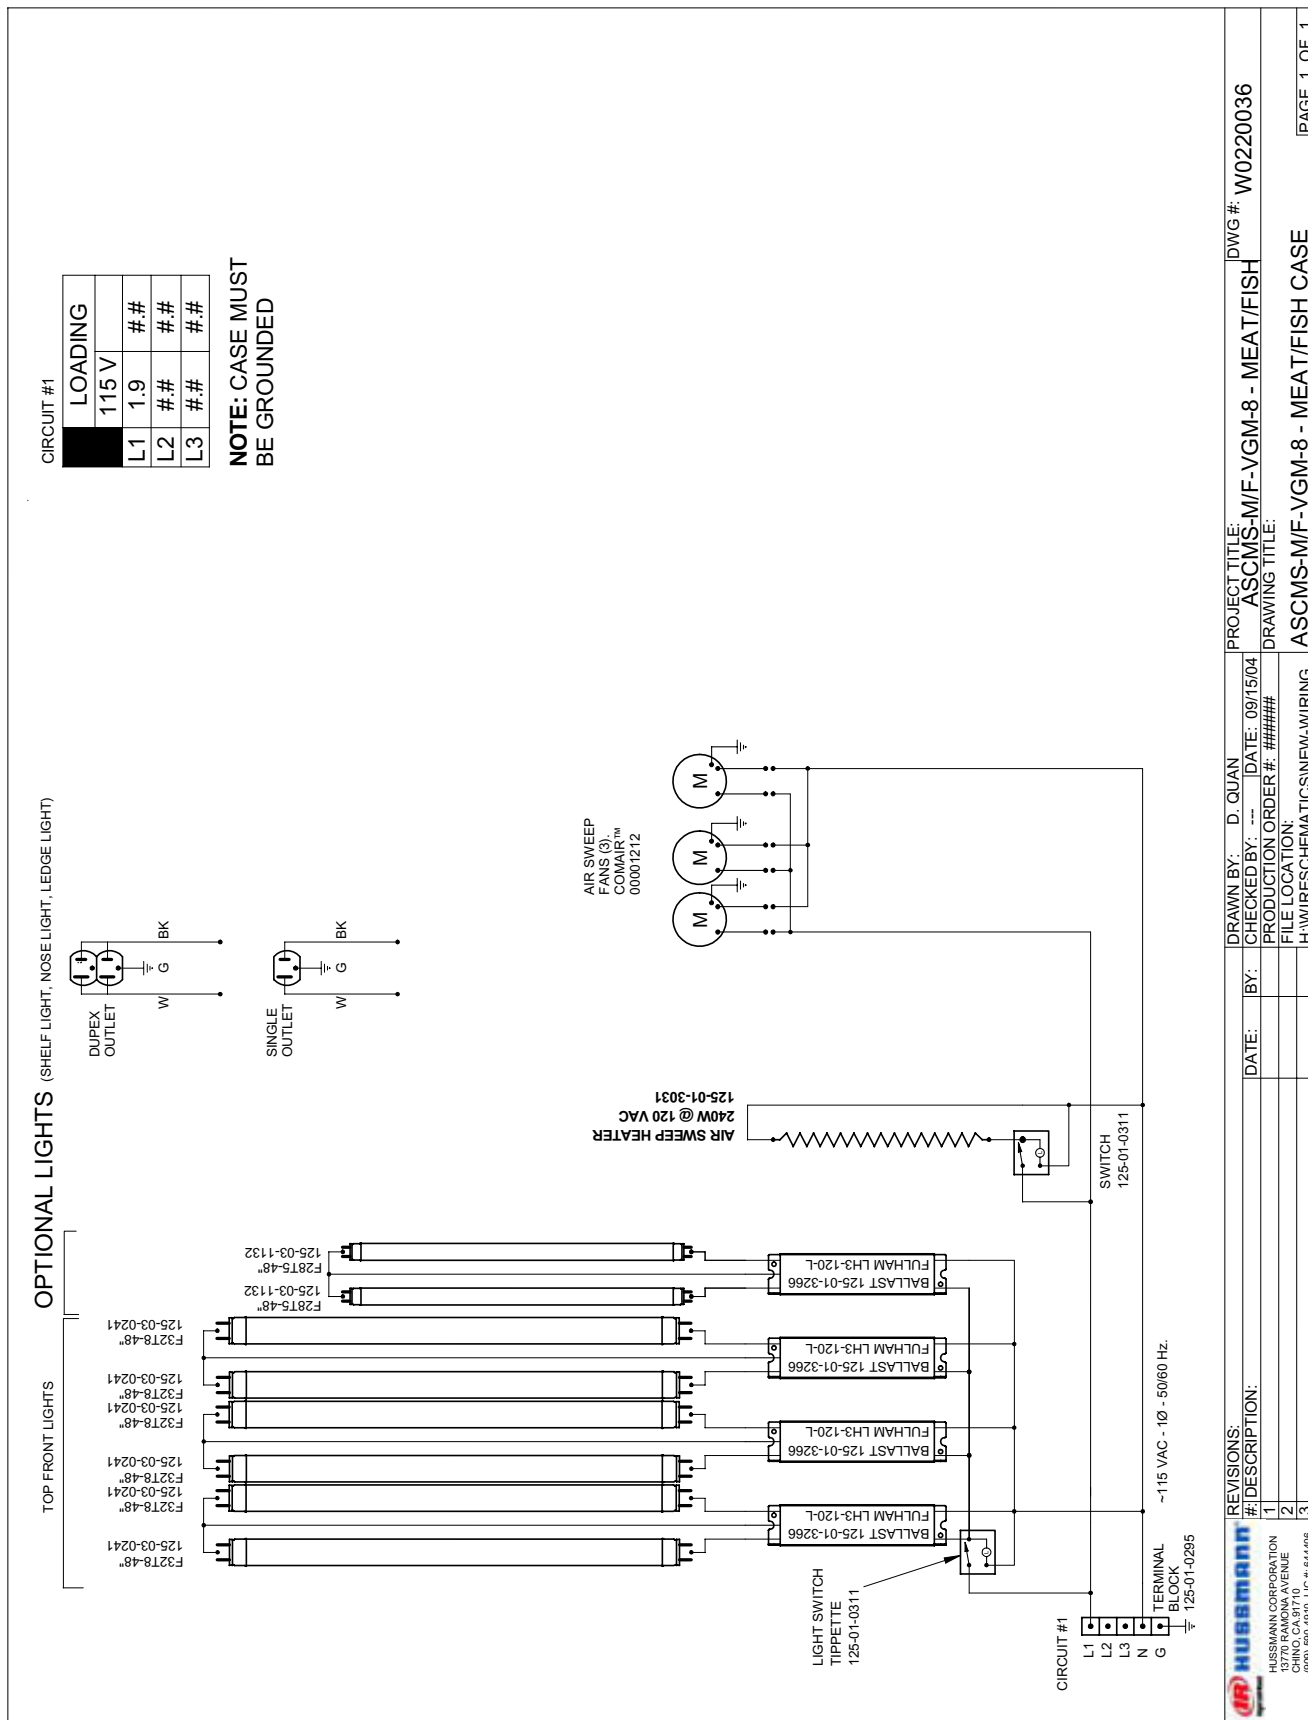 OPTIONAL LIGHTS (SHELF LIGHT, NOSE LIGHT, LEDGE LIGHT)
TOP FRONT LIGHTS
F32T8-48"
125-03-0241
F32T8-48"
125-03-0241
F32T8-48"
125-03-0241
F32T8-48"
125-03-0241
F32T8-48"
125-03-0241
F32T8-48"
125-03-0241
F28T5-48"
125-03-1132
F28T5-48"
125-03-1132
BALLAST 125-01-3266
FULHAM LH3-120-L
BALLAST 125-01-3266
FULHAM LH3-120-L
BALLAST 125-01-3266
FULHAM LH3-120-L
BALLAST 125-01-3266
FULHAM LH3-120-L
LIGHT SWITCH
TIPPETTE
125-01-0311
L
CIRCUIT #1
L1
L2
L3
N
G
TERMINAL
BLOCK
125-01-0295
~115 VAC - 1Ø - 50/60 Hz.
DUPEX
OUTLET
W
G
BK
SINGLE
OUTLET
W
G
BK
AIR SWEEP HEATER
240W @ 120 VAC
125-01-3031
L
SWITCH
125-01-0311
AIR SWEEP
FANS (3).
COMAIR™
00001212
M
M
M
CIRCUIT #1
LOADING
115 V
L1 1.9 #.#
L2 #.# #.#
L3 #.# #.#
NOTE: CASE MUST
BE GROUNDED
IR HUSSMANN
HUSSMANN CORPORATION
13770 RAMONA AVENUE
CHINO, CA.91710
REVISIONS:
#: DESCRIPTION: DATE: BY:
1
2
3
DRAWN BY: D. QUAN
CHECKED BY: --- DATE: 09/15/04
PRODUCTION ORDER #: ######
FILE LOCATION:
H:\WIRESCHEMATICS\NEW-WIRING
PROJECT TITLE:
ASCMS-M/F-VGM-8 - MEAT/FISH
DWG #: W0220036
DRAWING TITLE:
ASCMS-M/F-VGM-8 - MEAT/FISH CASE
PAGE 1 OF 1